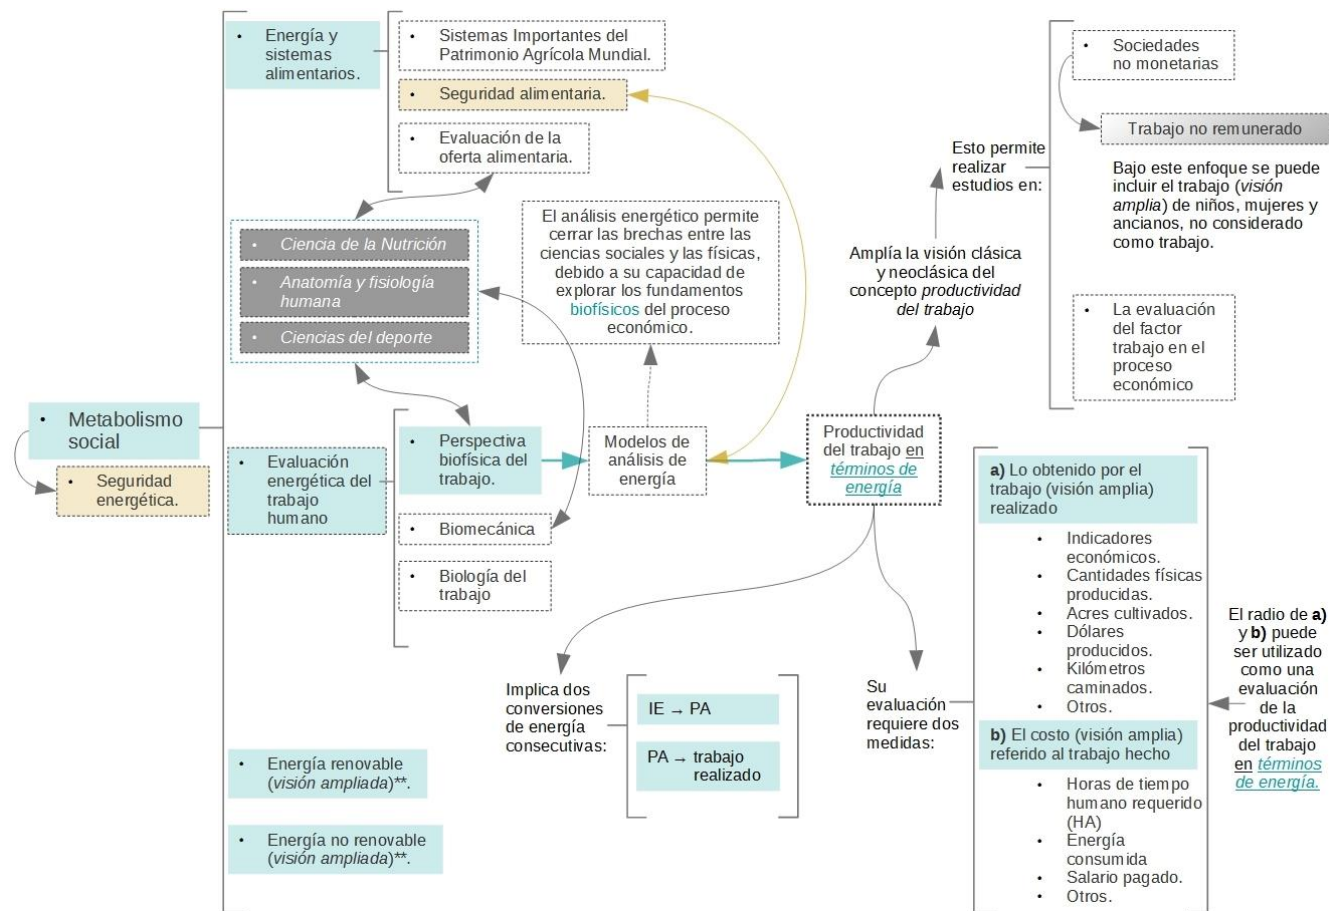 • Metabolismo
social
• Seguridad
energética.
• Energía y
sistemas
alimentarios.
• Sistemas Importantes del
Patrimonio Agrícola Mundial.
• Seguridad alimentaria.
• Evaluación de la
oferta alimentaria.
• Ciencia de la Nutrición
• Anatomía y fisiología
humana
• Ciencias del deporte
• Evaluación
energética del
trabajo
humano
• Perspectiva
biofísica del
trabajo.
• Biomecánica
• Biología del
trabajo
• Energía renovable
(visión ampliada)**.
• Energía no renovable
(visión ampliada)**.
El análisis energético permite
cerrar las brechas entre las
ciencias sociales y las físicas,
debido a su capacidad de
explorar los fundamentos
biofísicos del proceso
económico.
Modelos de
análisis de
energía
Productividad
del trabajo en
términos de
energía
Amplía la visión clásica
y neoclásica del
concepto productividad
del trabajo
Esto permite
realizar
estudios en:
• Sociedades
no monetarias
Trabajo no remunerado
Bajo este enfoque se puede
incluir el trabajo (visión
amplia) de niños, mujeres y
ancianos, no considerado
como trabajo.
• La evaluación
del factor
trabajo en el
proceso
económico
Implica dos
conversiones
de energía
consecutivas:
IE → PA
PA → trabajo
realizado
Su
evaluación
requiere dos
medidas:
a) Lo obtenido por el
trabajo (visión amplia)
realizado
• Indicadores
económicos.
• Cantidades físicas
producidas.
• Acres cultivados.
• Dólares
producidos.
• Kilómetros
caminados.
• Otros.
b) El costo (visión amplia)
referido al trabajo hecho
• Horas de tiempo
humano requerido
(HA)
• Energía
consumida
• Salario pagado.
• Otros.
El radio de a)
y b) puede
ser utilizado
como una
evaluación
de la
productividad
del trabajo
en términos
de energía.